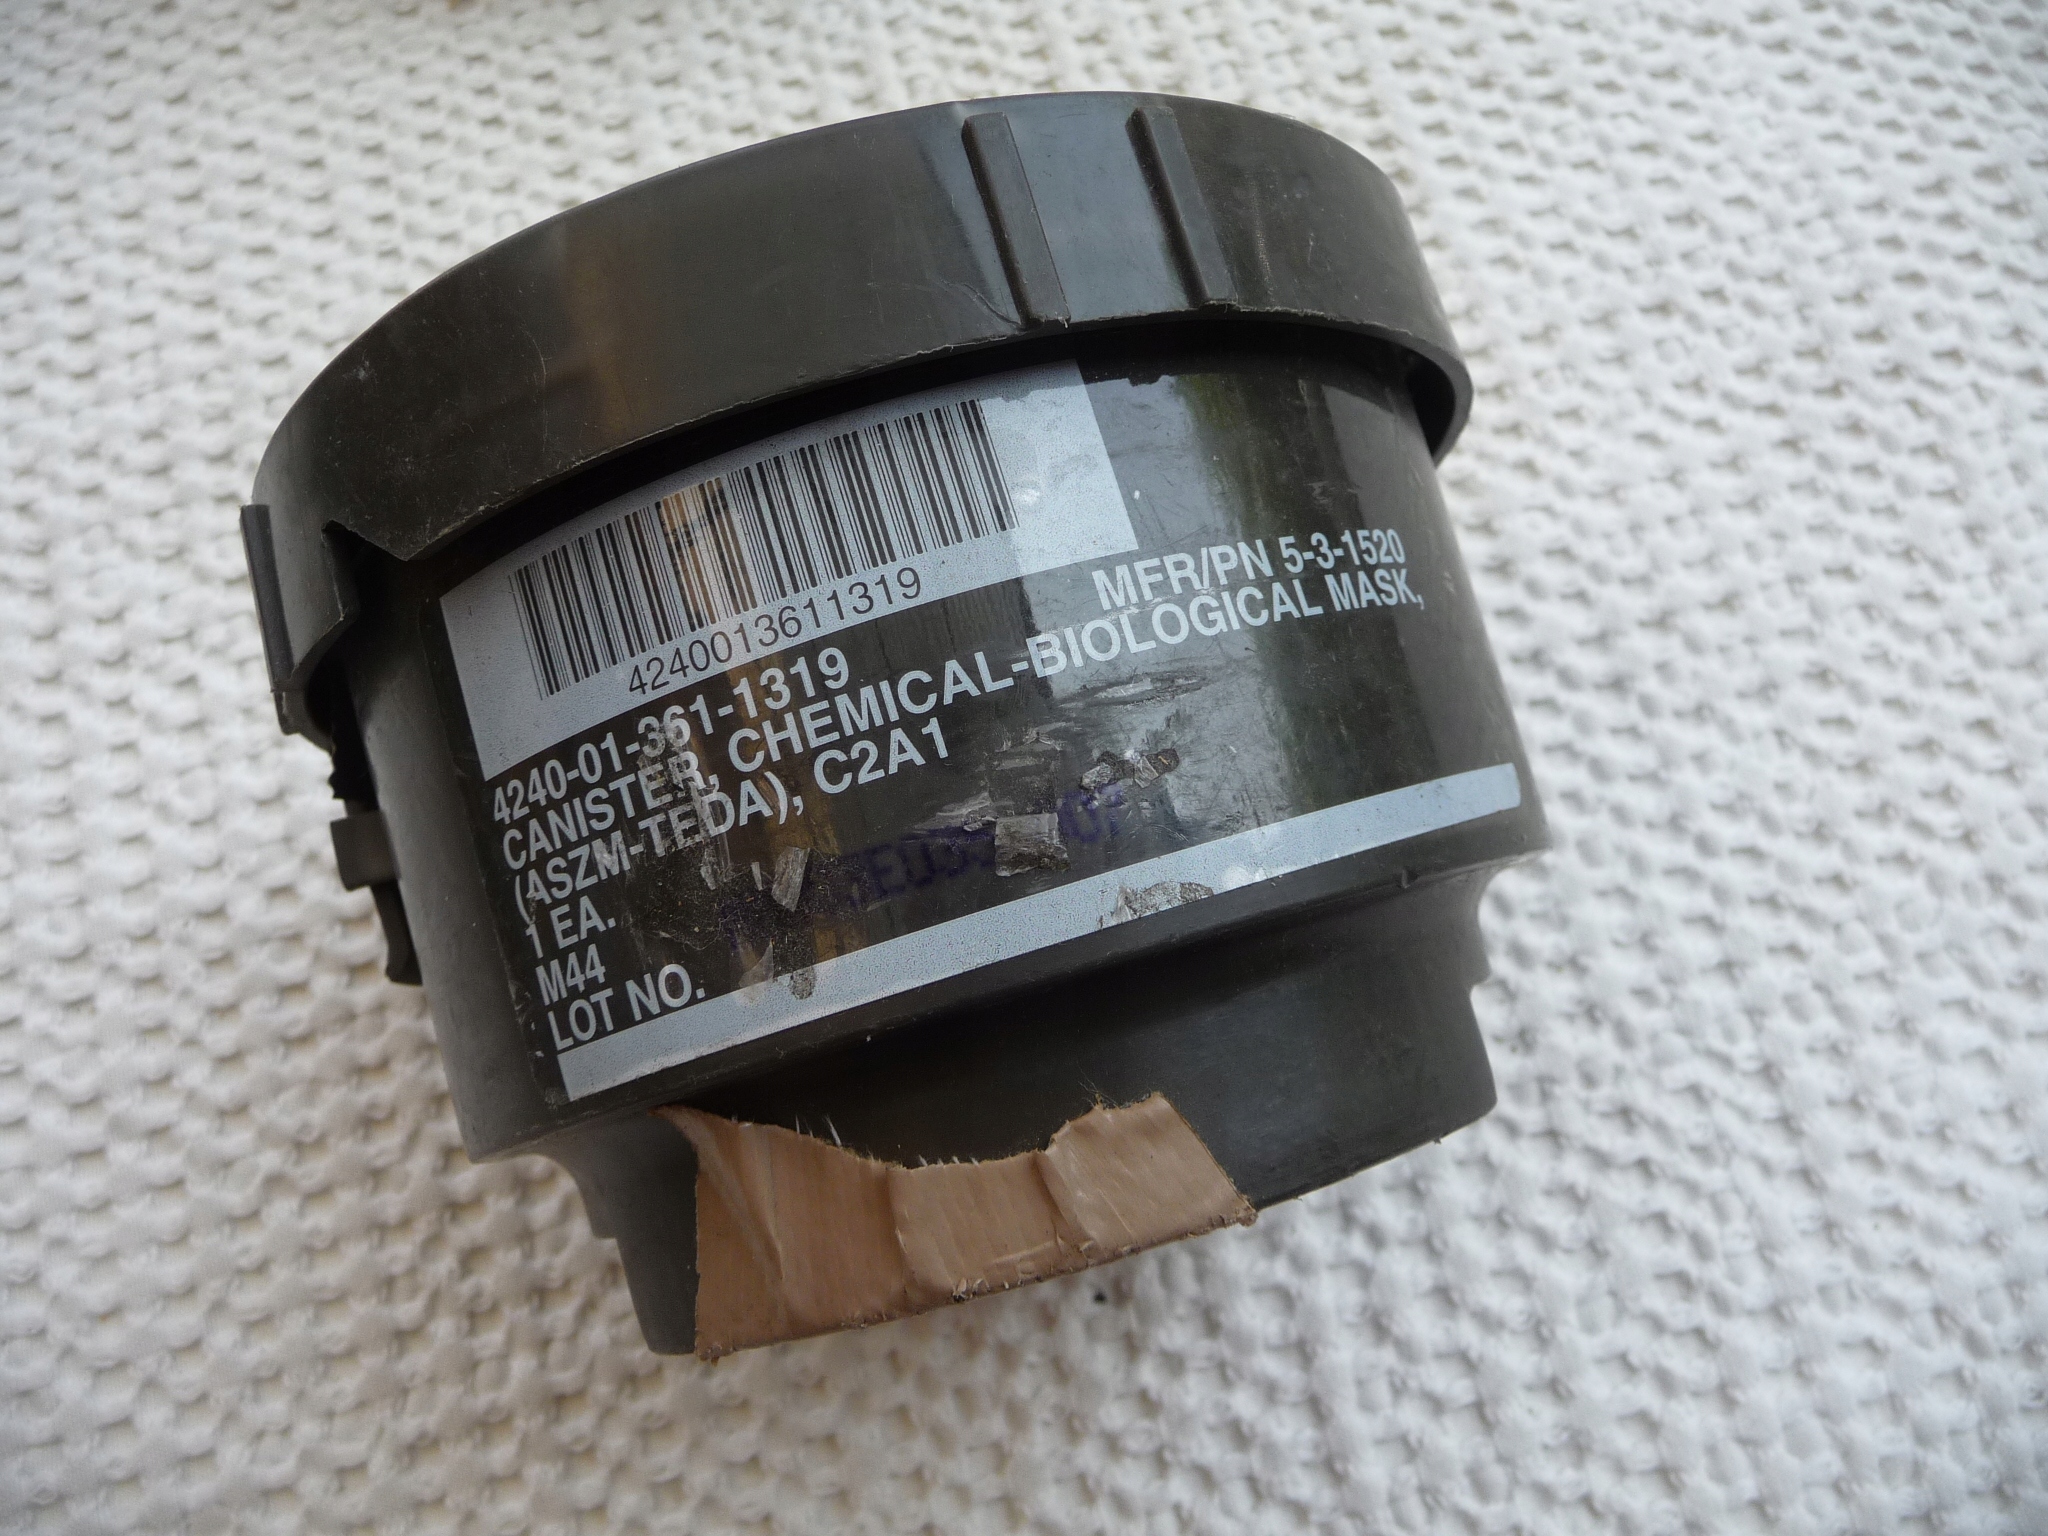 4240013611319
4240-01-361-1319 MFR/PN 5-3-1520
CANISTER, CHEMICAL-BIOLOGICAL MASK,
(ASZM-TEDA), C2A1
1 EA.
M44
LOT NO.